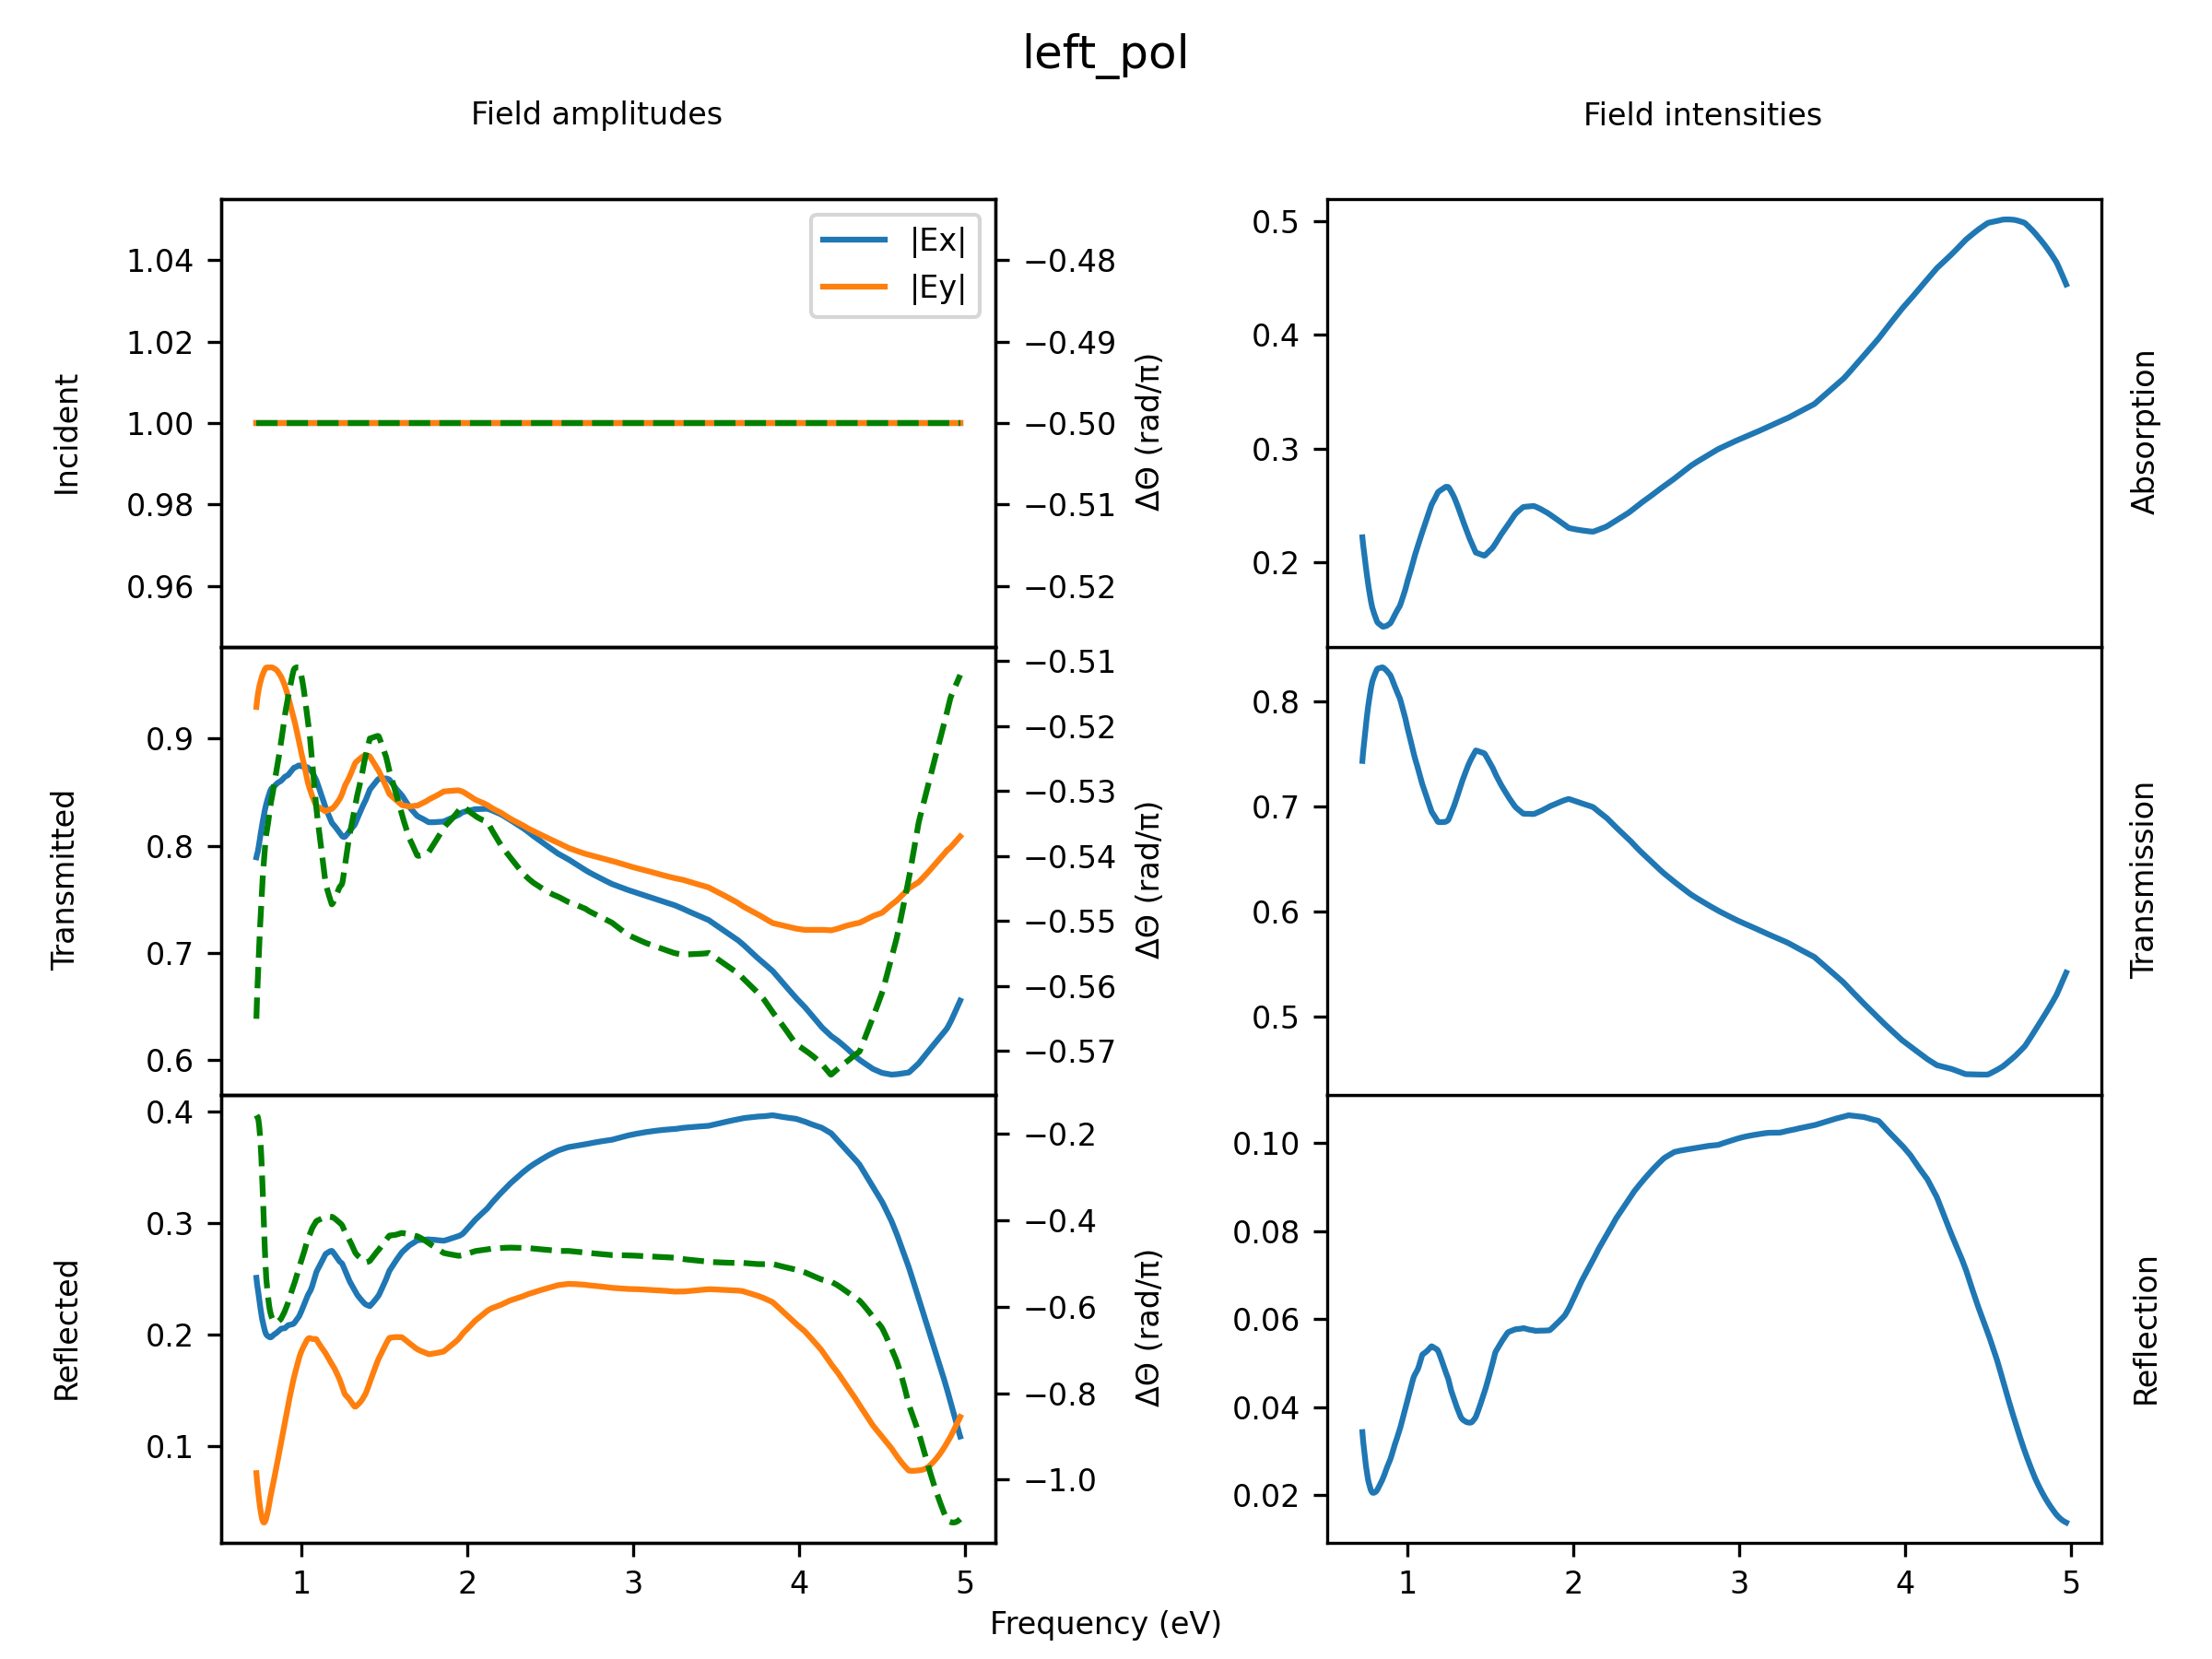 left_pol
Field amplitudes
Field intensities
|Ex|
|Ey|
1.04
1.02
1.00
0.98
0.96
Incident
−0.48
−0.49
−0.50
−0.51
−0.52
ΔΘ (rad/π)
0.5
0.4
0.3
0.2
Absorption
0.9
0.8
0.7
0.6
Transmitted
−0.51
−0.52
−0.53
−0.54
−0.55
−0.56
−0.57
ΔΘ (rad/π)
0.8
0.7
0.6
0.5
Transmission
0.4
0.3
0.2
0.1
Reflected
−0.2
−0.4
−0.6
−0.8
−1.0
ΔΘ (rad/π)
0.10
0.08
0.06
0.04
0.02
Reflection
1 2 3 4 5
1 2 3 4 5
Frequency (eV)